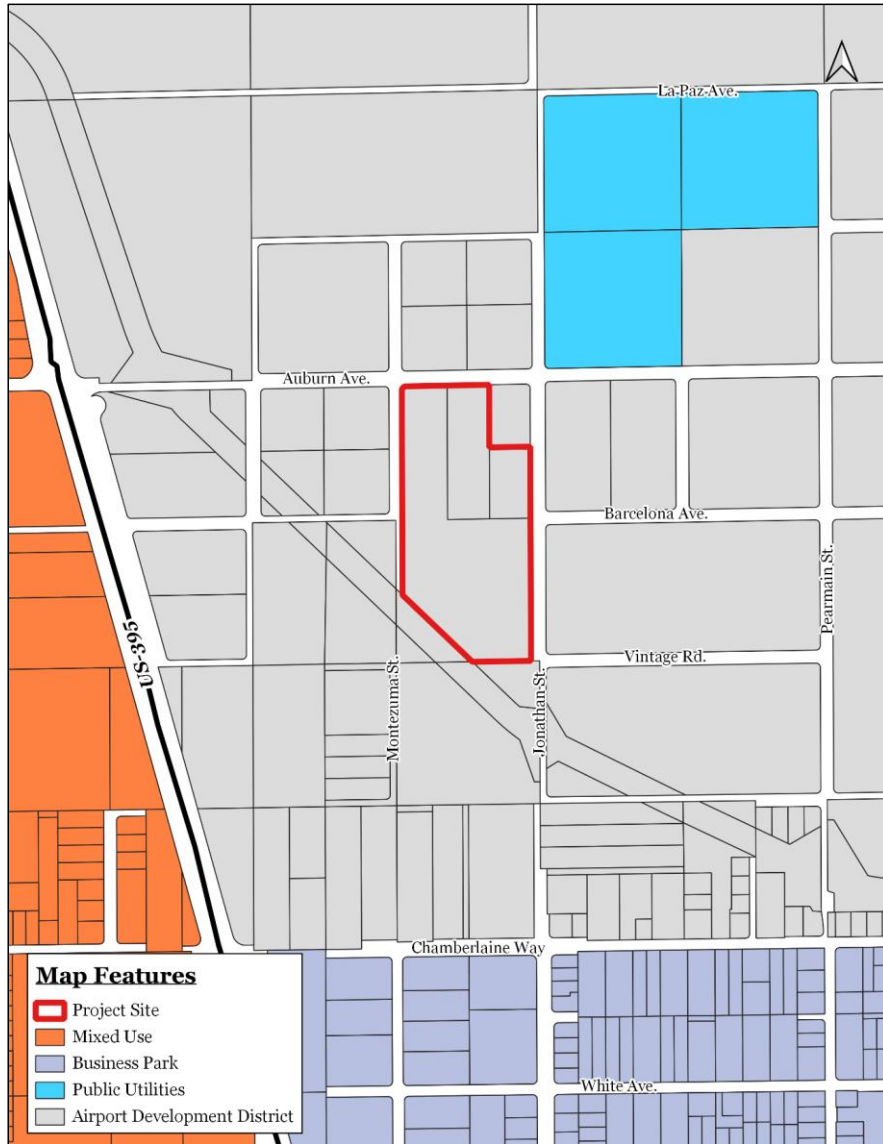 La Paz Ave.
Auburn Ave.
Barcelona Ave.
Pearmain St.
US-395
Vintage Rd.
Montezuma St.
Jonathan St.
Chamberlaine Way
White Ave.
Map Features
Project Site
Mixed Use
Business Park
Public Utilities
Airport Development District